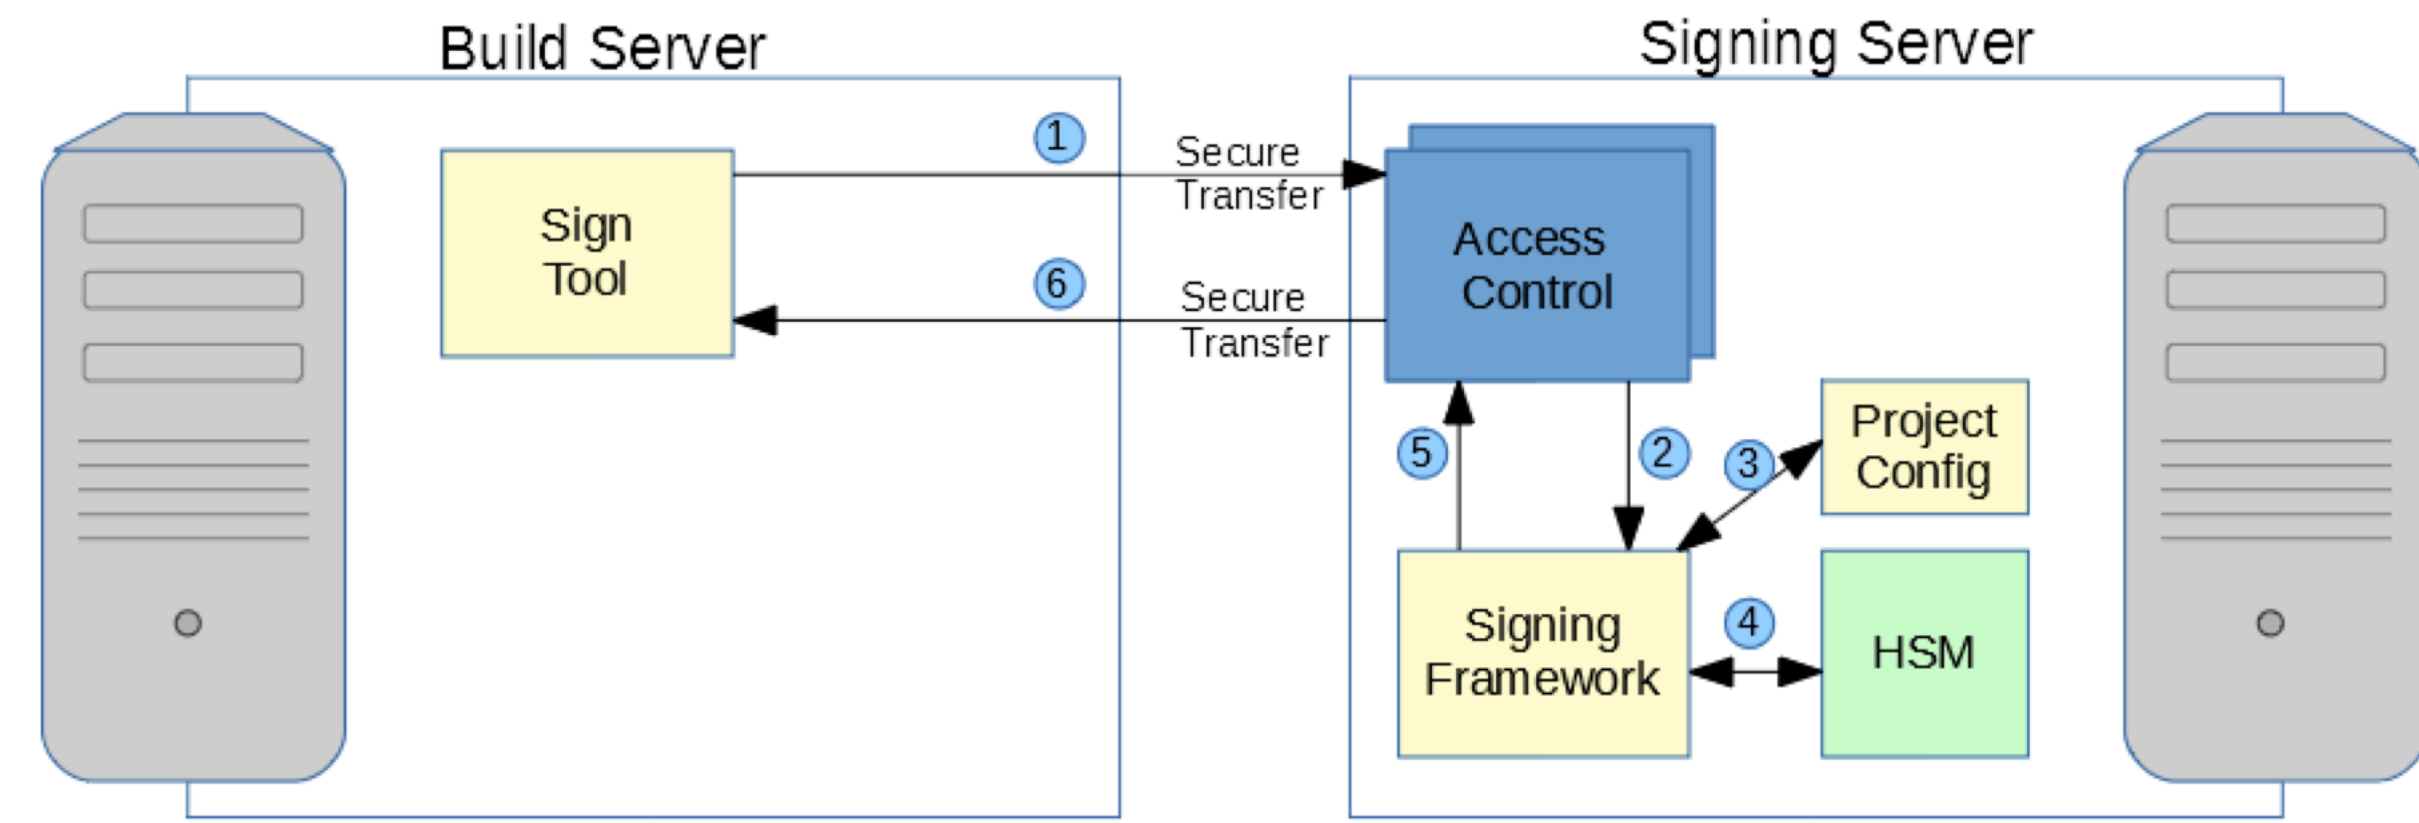 Build Server
Signing Server
1
Secure
Transfer
Sign
Tool
Access
Control
6
Secure
Transfer
5
2
3
Project
Config
Signing
Framework
4
HSM